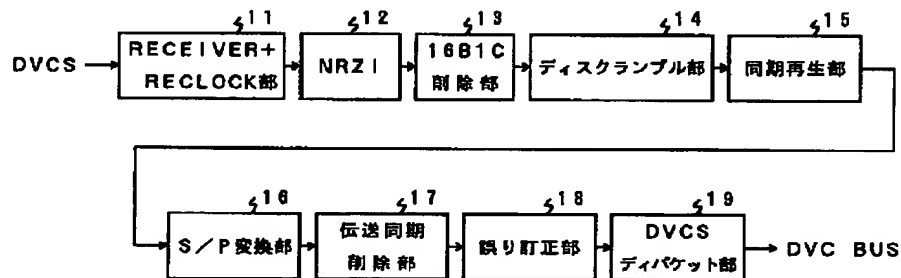 11
12
13
14
15
DVCS
RECEIVER+
RECLOCK部
NRZI
16B1C
削除部
ディスクランブル部
同期再生部
16
17
18
19
S/P変換部
伝送同期
削除部
誤り訂正部
DVCS
ディパケット部
DVC BUS